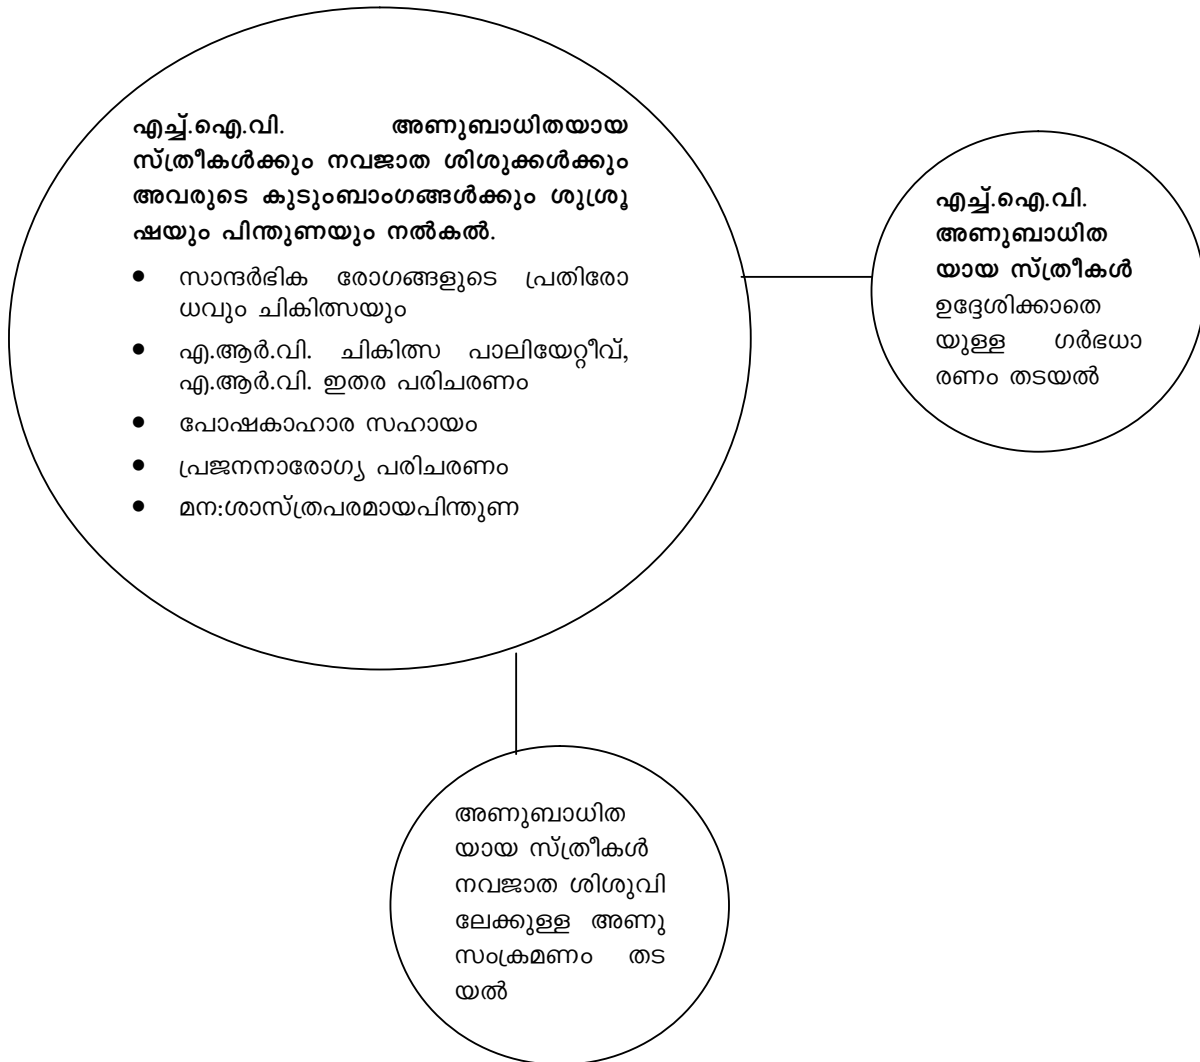 എച്ച്.ഐ.വി. അണുബാധിതയായ
സ്ത്രീകൾക്കും നവജാത ശിശുക്കൾക്കും
അവരുടെ കുടുംബാംഗങ്ങൾക്കും ശുശ്രൂ
ഷയും പിന്തുണയും നൽകൽ.
• സാന്ദർഭിക രോഗങ്ങളുടെ പ്രതിരോ
ധവും ചികിത്സയും
• എ.ആർ.വി. ചികിത്സ പാലിയേറ്റീവ്,
എ.ആർ.വി. ഇതര പരിചരണം
• പോഷകാഹാര സഹായം
• പ്രജനനാരോഗ്യ പരിചരണം
• മന:ശാസ്ത്രപരമായപിന്തുണ
എച്ച്.ഐ.വി.
അണുബാധിത
യായ സ്ത്രീകൾ
ഉദ്ദേശിക്കാതെ
യുള്ള ഗർഭധാ
രണം തടയൽ
അണുബാധിത
യായ സ്ത്രീകൾ
നവജാത ശിശുവി
ലേക്കുള്ള അണു
സംക്രമണം തട
യൽ